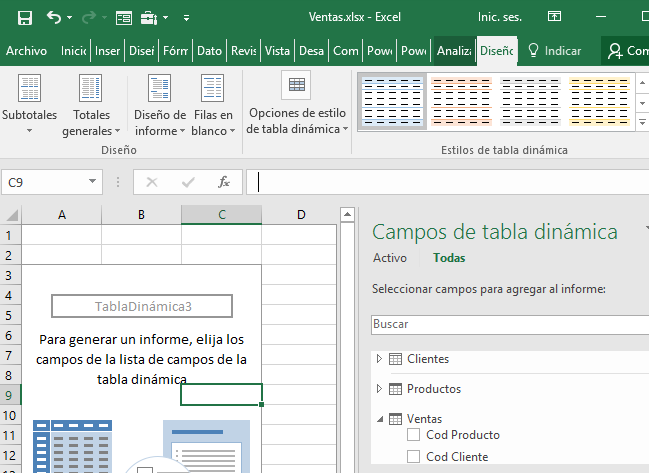 Ventas.xlsx - Excel
Inic. ses.
Archivo Inicio Inser Diseñ Fórm Dato Revis Vista Desa Com Powe Powe Analiza Diseño Indicar Com
Subtotales
Totales generales
Diseño de informe
Filas en blanco
Opciones de estilo de tabla dinámica
Diseño
Estilos de tabla dinámica
C9
fx
A B C D
1
2
3
4
5
6
7
8
9
10
11
12
TablaDinámica3
Para generar un informe, elija los
campos de la lista de campos de la
tabla dinámica
Campos de tabla dinámica
Activo Todas
Seleccionar campos para agregar al informe:
Buscar
Clientes
Productos
Ventas
Cod Producto
Cod Cliente